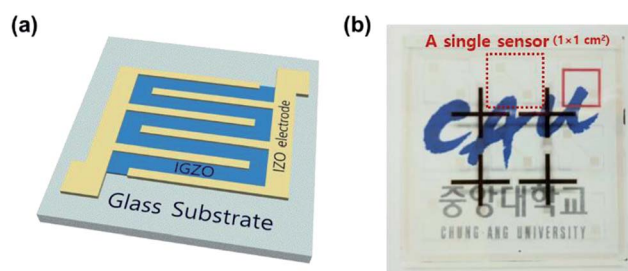 (a)
IGZO
IZO electrode
Glass Substrate
(b)
A single sensor (1×1 cm²)
CAU
중앙대학교
CHUNG-ANG UNIVERSITY